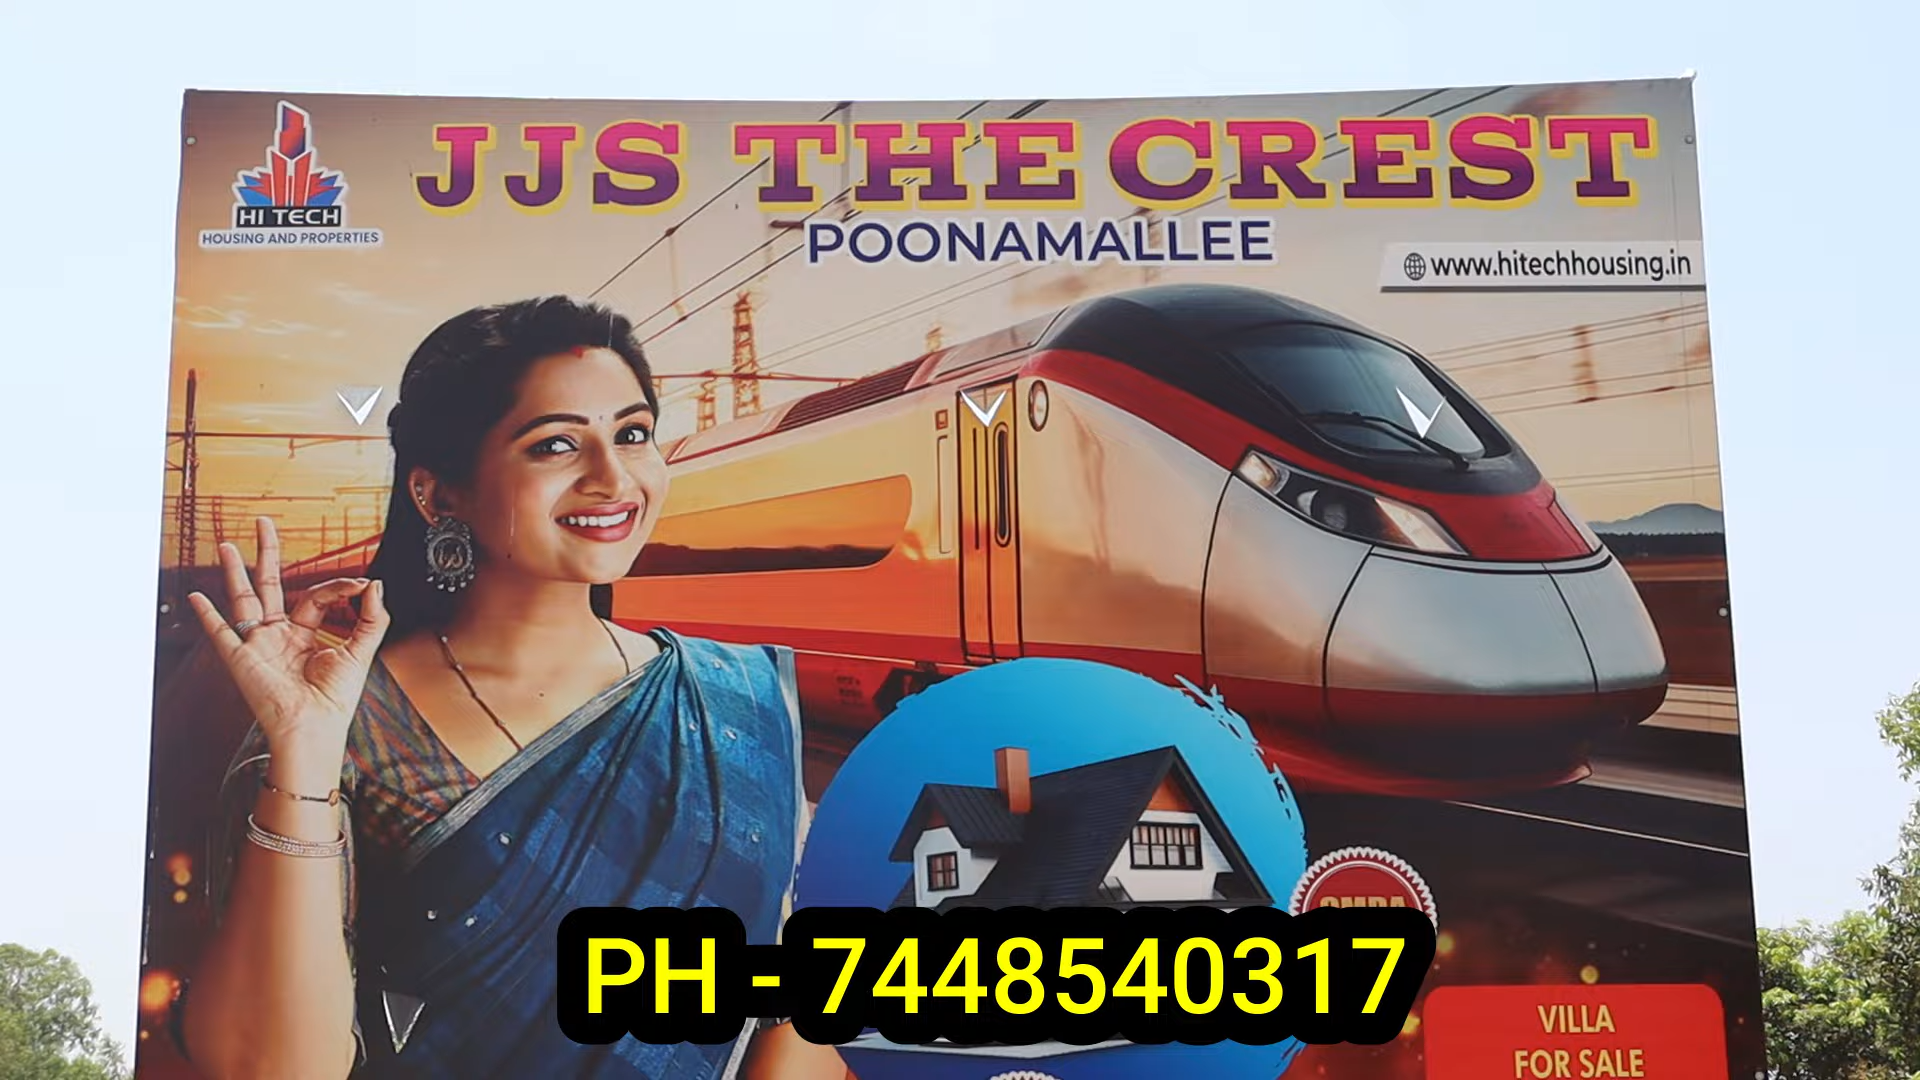 JJS THE CREST
HI TECH
HOUSING AND PROPERTIES
POONAMALLEE
www.hitechhousing.in
PH - 7448540317
VILLA
FOR SALE